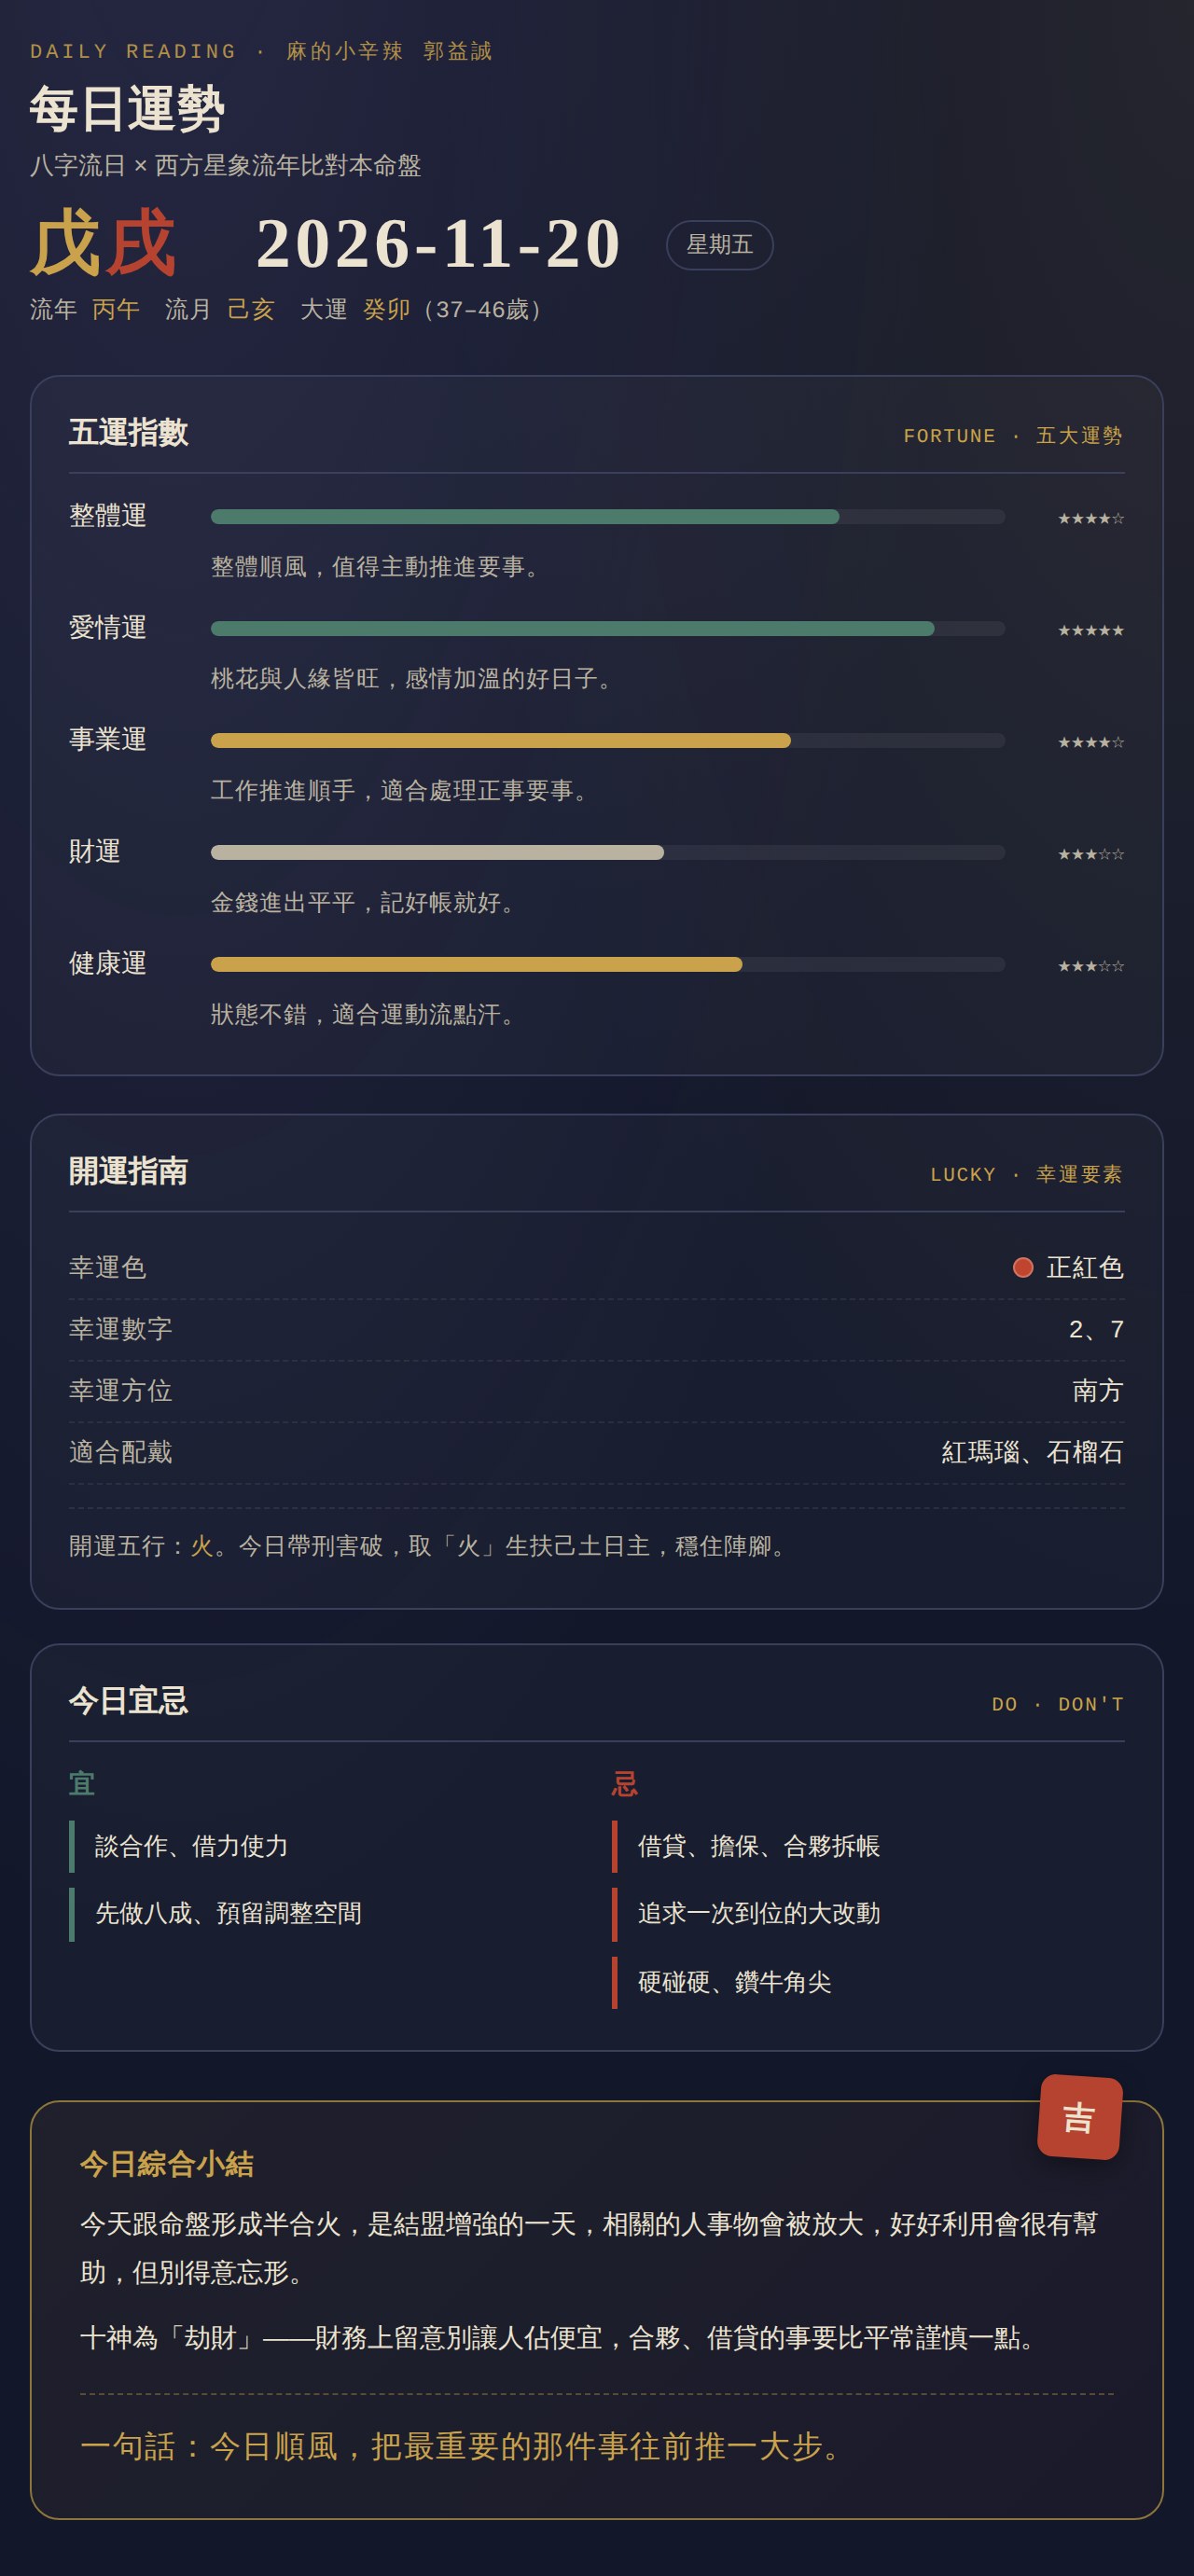 DAILY READING · 麻的小辛辣 郭益誠
每日運勢
八字流日 × 西方星象流年比對本命盤
戊戌 2026-11-20 星期五
流年 丙午 流月 己亥 大運 癸卯（37–46歲）
五運指數 FORTUNE · 五大運勢
整體運 ★★★★☆
整體順風，值得主動推進要事。
愛情運 ★★★★★
桃花與人緣皆旺，感情加溫的好日子。
事業運 ★★★★☆
工作推進順手，適合處理正事要事。
財運 ★★★☆☆
金錢進出平平，記好帳就好。
健康運 ★★★☆☆
狀態不錯，適合運動流點汗。
開運指南 LUCKY · 幸運要素
幸運色 正紅色
幸運數字 2、7
幸運方位 南方
適合配戴 紅瑪瑙、石榴石
開運五行：火。今日帶刑害破，取「火」生扶己土日主，穩住陣腳。
今日宜忌 DO · DON'T
宜 忌
談合作、借力使力 借貸、擔保、合夥拆帳
先做八成、預留調整空間 追求一次到位的大改動
硬碰硬、鑽牛角尖
吉
今日綜合小結
今天跟命盤形成半合火，是結盟增強的一天，相關的人事物會被放大，好好利用會很有幫
助，但別得意忘形。
十神為「劫財」——財務上留意別讓人佔便宜，合夥、借貸的事要比平常謹慎一點。
一句話：今日順風，把最重要的那件事往前推一大步。